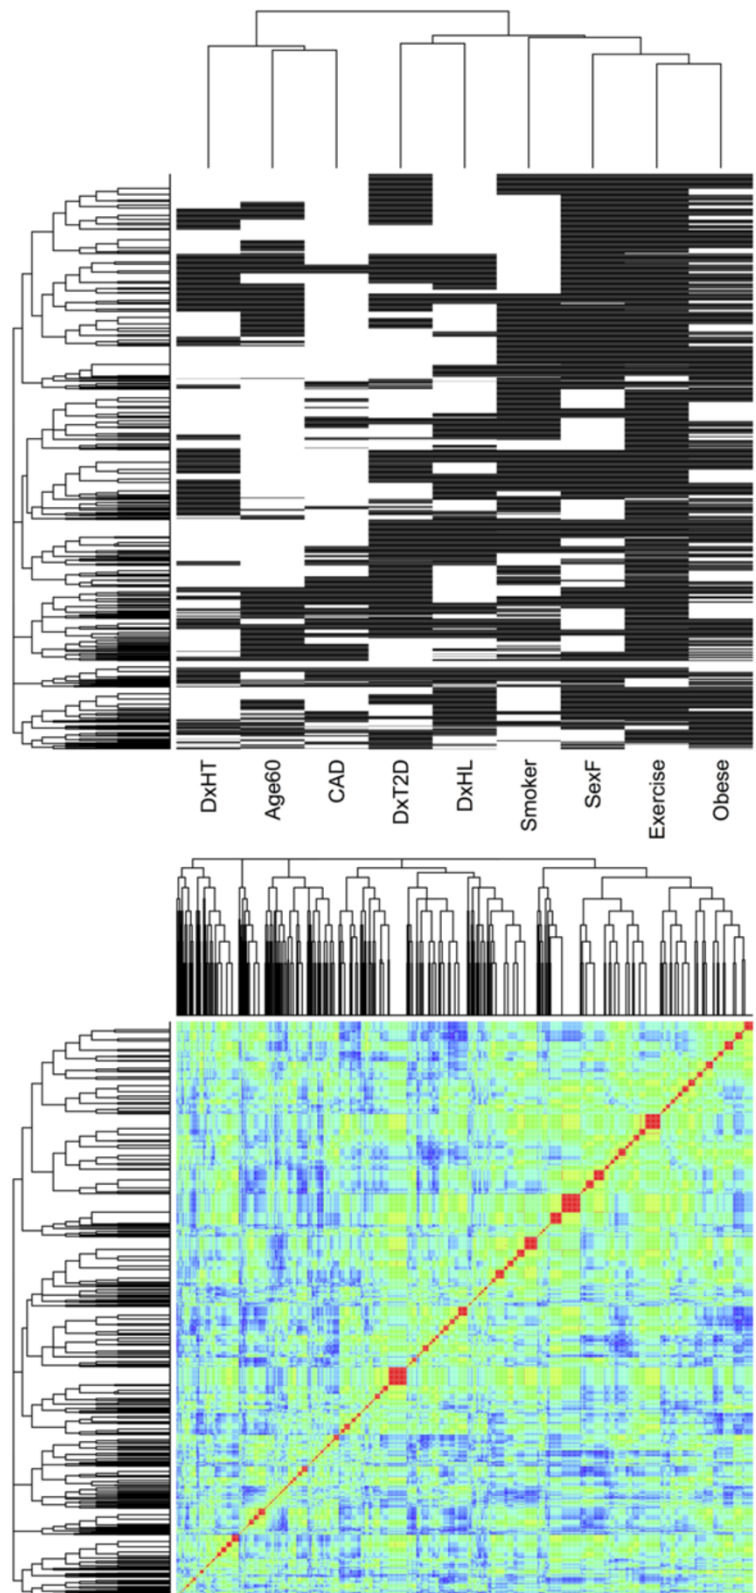 DxHT
Age60
CAD
DxT2D
DxHL
Smoker
SexF
Exercise
Obese